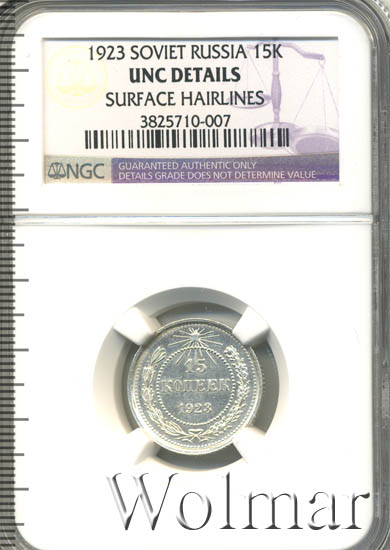 1923 SOVIET RUSSIA 15K
UNC DETAILS
SURFACE HAIRLINES
3825710-007
NGC
GUARANTEED AUTHENTIC ONLY
DETAILS GRADE DOES NOT DETERMINE VALUE.
15
КОПЕЕК
1923
Wolmar